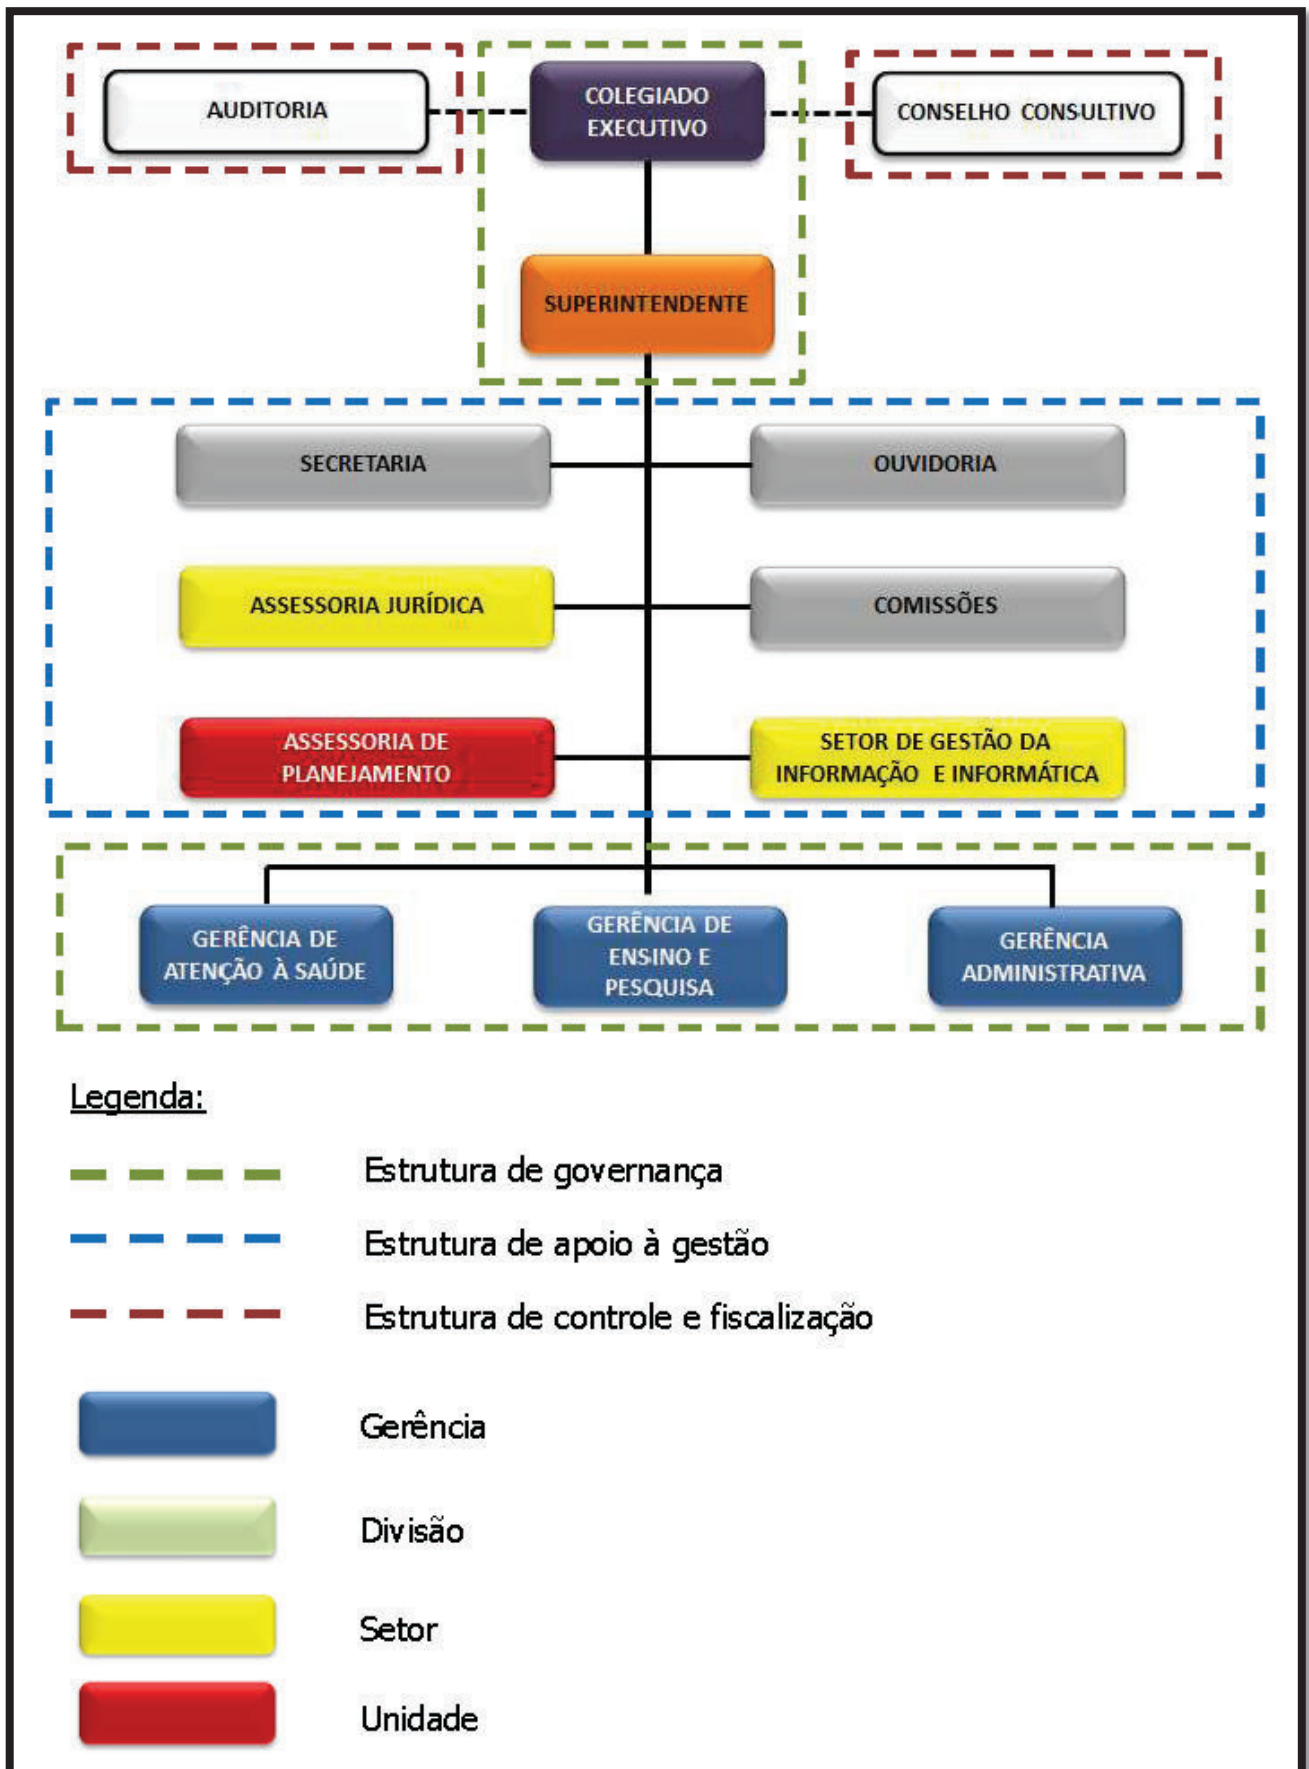 AUDITORIA
COLEGIADO
EXECUTIVO
CONSELHO CONSULTIVO
SUPERINTENDENTE
SECRETARIA
OUVIDORIA
ASSESSORIA JURÍDICA
COMISSÕES
ASSESSORIA DE
PLANEJAMENTO
SETOR DE GESTÃO DA
INFORMAÇÃO E INFORMÁTICA
GERÊNCIA DE
ATENÇÃO À SAÚDE
GERÊNCIA DE
ENSINO E
PESQUISA
GERÊNCIA
ADMINISTRATIVA
Legenda:
Estrutura de governança
Estrutura de apoio à gestão
Estrutura de controle e fiscalização
Gerência
Divisão
Setor
Unidade